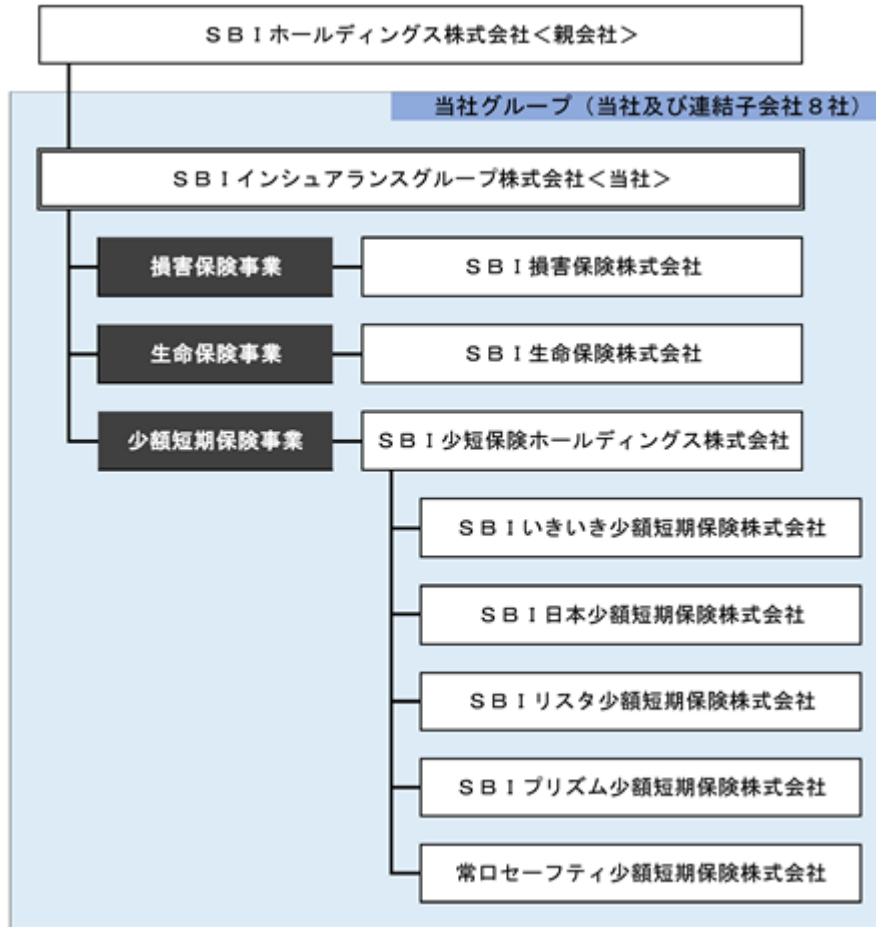 ＳＢＩホールディングス株式会社＜親会社＞
当社グループ（当社及び連結子会社８社）
ＳＢＩインシュアランスグループ株式会社＜当社＞
損害保険事業
ＳＢＩ損害保険株式会社
生命保険事業
ＳＢＩ生命保険株式会社
少額短期保険事業
ＳＢＩ少短保険ホールディングス株式会社
ＳＢＩいきいき少額短期保険株式会社
ＳＢＩ日本少額短期保険株式会社
ＳＢＩリスタ少額短期保険株式会社
ＳＢＩプリズム少額短期保険株式会社
常口セーフティ少額短期保険株式会社